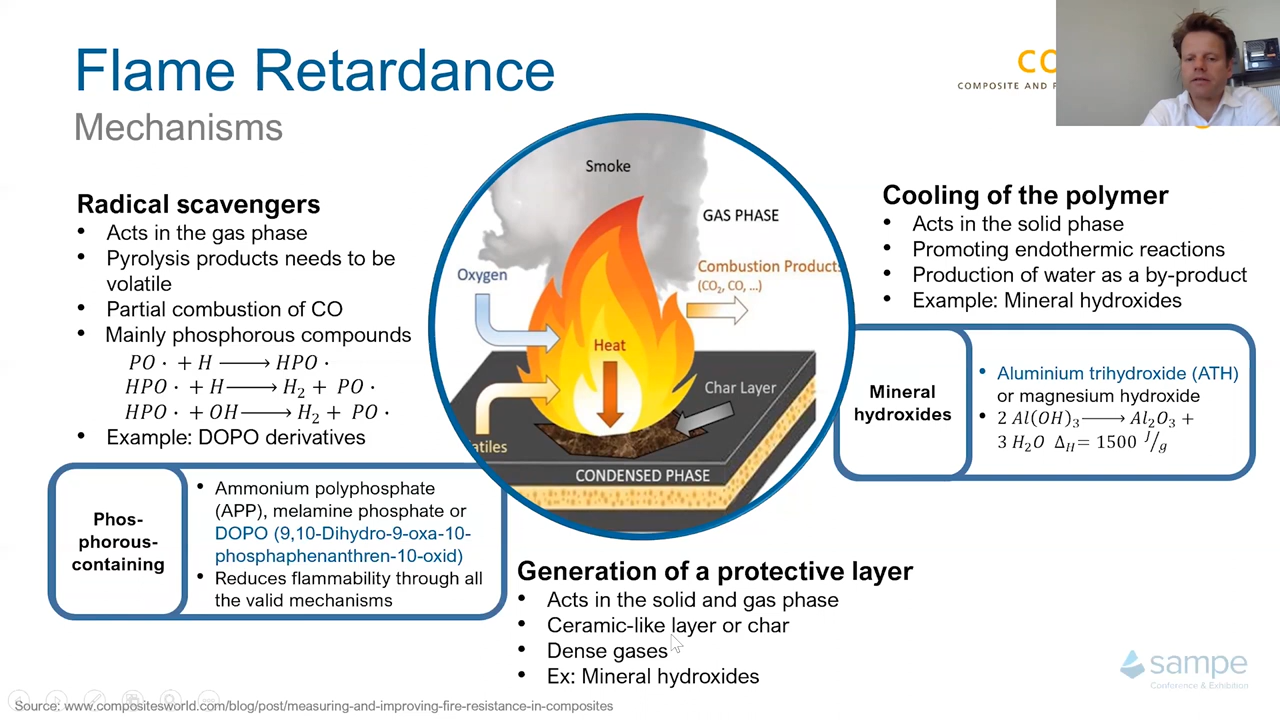 Flame Retardance
Mechanisms
CO
COMPOSITE AND
Radical scavengers
• Acts in the gas phase
• Pyrolysis products needs to be
volatile
• Partial combustion of CO
• Mainly phosphorous compounds
PO · + H ⟶ HPO ·
HPO · + H ⟶ H₂ + PO ·
HPO · + OH ⟶ H₂ + PO ·
• Example: DOPO derivatives
Phos-
phorous-
containing
• Ammonium polyphosphate
(APP), melamine phosphate or
DOPO (9,10-Dihydro-9-oxa-10-
phosphaphenanthren-10-oxid)
• Reduces flammability through all
the valid mechanisms
Smoke
GAS PHASE
Oxygen
Combustion Product
(CO₂, CO, ...)
Heat
Char Layer
atiles
CONDENSED PHASE
Generation of a protective layer
• Acts in the solid and gas phase
• Ceramic-like layer or char
• Dense gases
• Ex: Mineral hydroxides
Cooling of the polymer
• Acts in the solid phase
• Promoting endothermic reactions
• Production of water as a by-product
• Example: Mineral hydroxides
Mineral
hydroxides
• Aluminium trihydroxide (ATH)
or magnesium hydroxide
• 2 Al(OH)₃ ⟶ Al₂O₃ +
3 H₂O Δ_H = 1500 J/g
sampe
Conference & Exhibition
Source: www.compositesworld.com/blog/post/measuring-and-improving-fire-resistance-in-composites